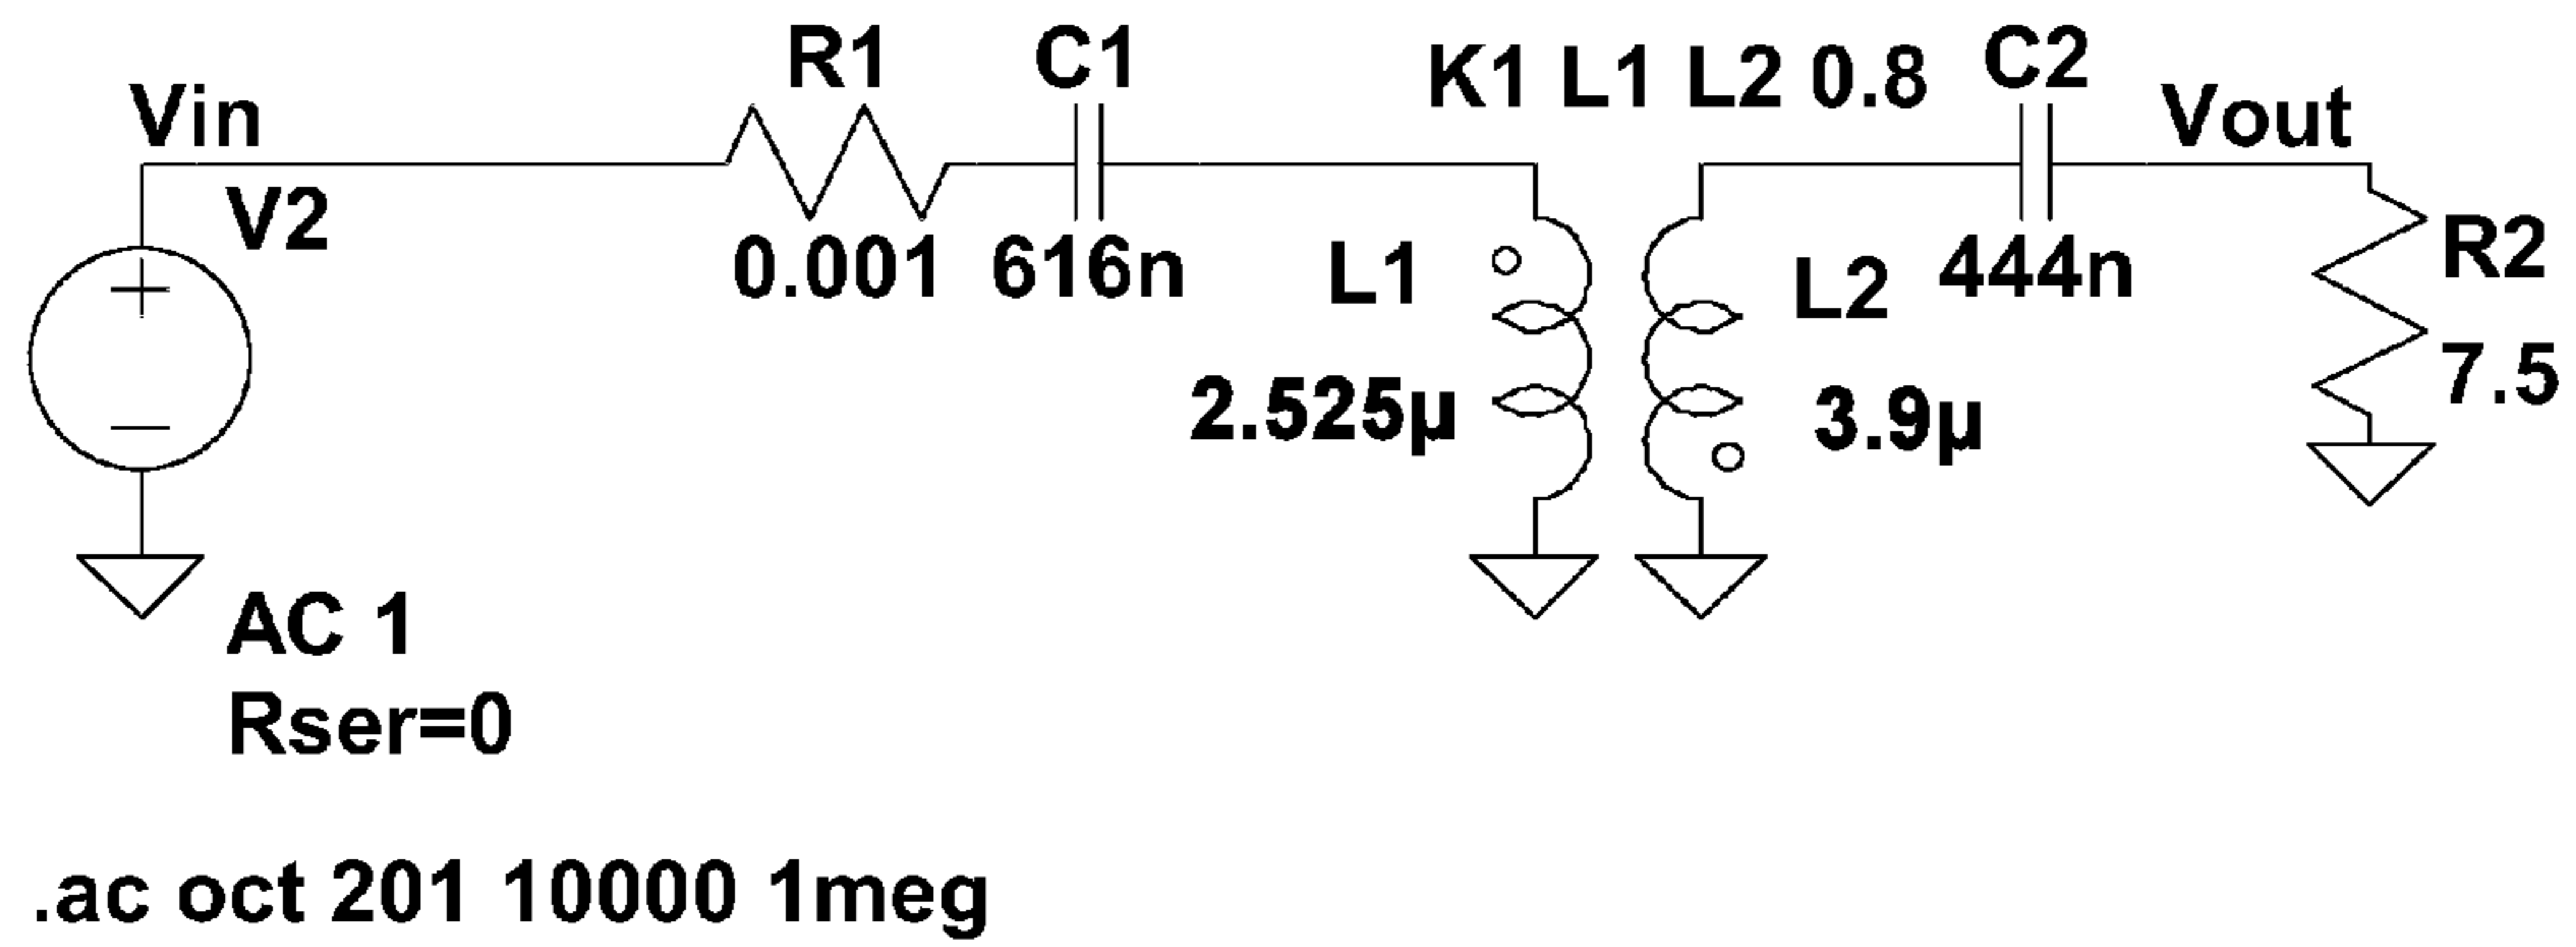 R1
C1
K1 L1 L2 0.8
C2
Vin
Vout
V2
0.001
616n
L1
L2
444n
R2
2.525µ
3.9µ
7.5
AC 1
Rser=0
.ac oct 201 10000 1meg